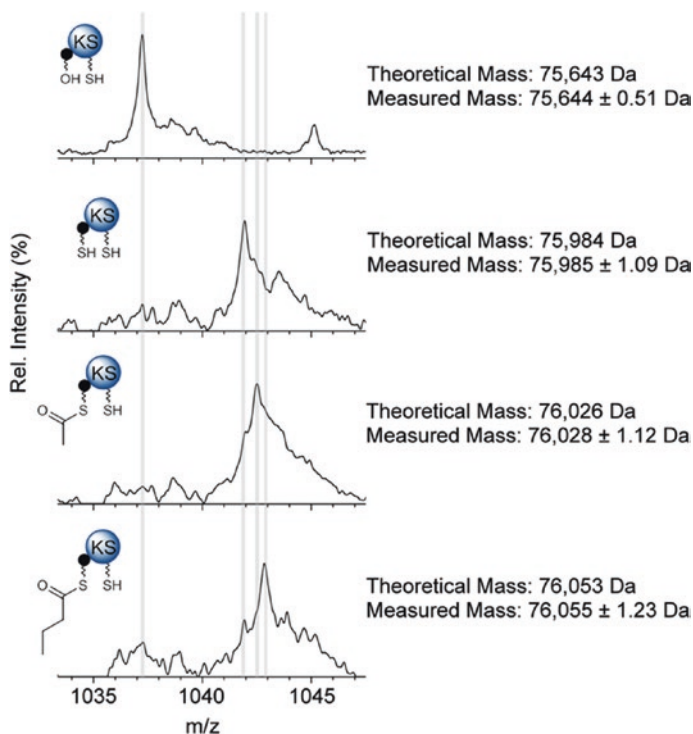 KS
OH SH
Theoretical Mass: 75,643 Da
Measured Mass: 75,644 ± 0.51 Da
KS
SH SH
Theoretical Mass: 75,984 Da
Measured Mass: 75,985 ± 1.09 Da
Rel. Intensity (%)
KS
O S SH
Theoretical Mass: 76,026 Da
Measured Mass: 76,028 ± 1.12 Da
KS
O S SH
Theoretical Mass: 76,053 Da
Measured Mass: 76,055 ± 1.23 Da
1035 1040 1045
m/z